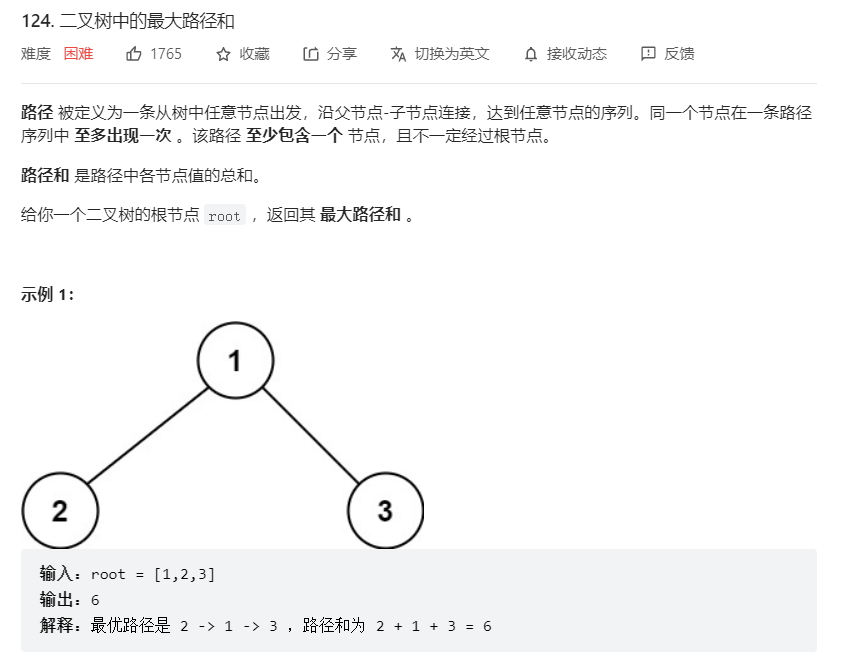 124. 二叉树中的最大路径和
难度 困难 1765 收藏 分享 切换为英文 接收动态 反馈
路径 被定义为一条从树中任意节点出发，沿父节点-子节点连接，达到任意节点的序列。同一个节点在一条路径
序列中 至多出现一次 。该路径 至少包含一个 节点，且不一定经过根节点。
路径和 是路径中各节点值的总和。
给你一个二叉树的根节点 root ，返回其 最大路径和 。
示例 1：
1
2 3
输入：root = [1,2,3]
输出：6
解释：最优路径是 2 -> 1 -> 3 ，路径和为 2 + 1 + 3 = 6